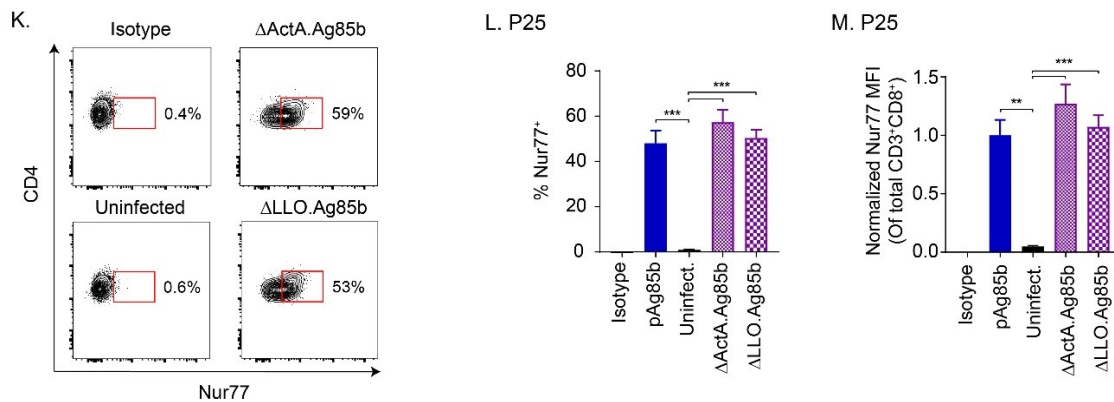 K.
Isotype
ΔActA.Ag85b
0.4%
59%
Uninfected
ΔLLO.Ag85b
0.6%
53%
CD4
Nur77
L. P25
% Nur77⁺
80
60
40
20
0
***
***
***
Isotype
pAg85b
Uninfect.
ΔActA.Ag85b
ΔLLO.Ag85b
M. P25
Normalized Nur77 MFI
(Of total CD3⁺CD8⁺)
1.5
1.0
0.5
0.0
**
***
Isotype
pAg85b
Uninfect.
ΔActA.Ag85b
ΔLLO.Ag85b